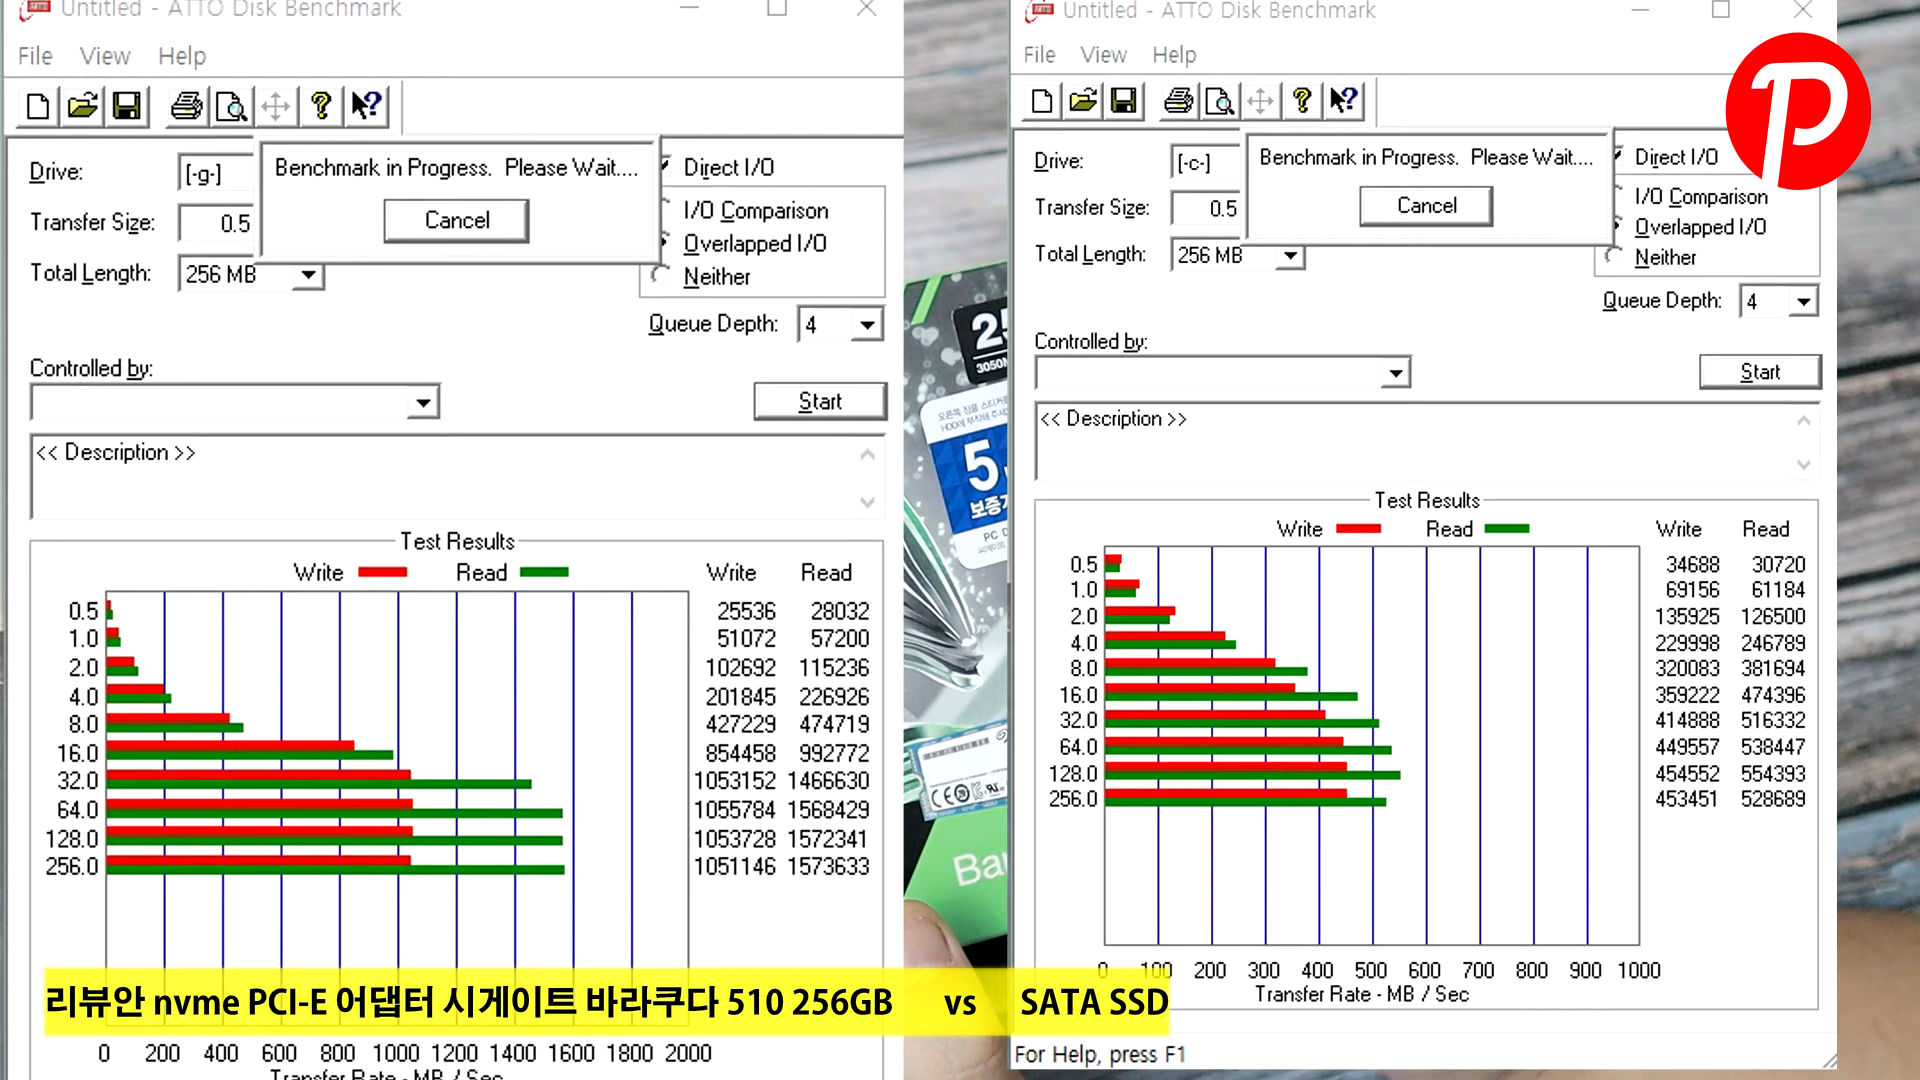 Untitled - ATTO Disk Benchmark
File View Help
Drive: [-g-]
Benchmark in Progress. Please Wait....
Cancel
Direct I/O
I/O Comparison
Overlapped I/O
Neither
Transfer Size: 0.5
Total Length: 256 MB
Queue Depth: 4
Controlled by:
Start
<< Description >>
Test Results
Write Read Write Read
0.5 25536 28032
1.0 51072 57200
2.0 102692 115236
4.0 201845 226926
8.0 427229 474719
16.0 854458 992772
32.0 1053152 1466630
64.0 1055784 1568429
128.0 1053728 1572341
256.0 1051146 1573633
0 200 400 600 800 1000 1200 1400 1600 1800 2000
Transfer Rate - MB / Sec
Untitled - ATTO Disk Benchmark
File View Help
Drive: [-c-]
Benchmark in Progress. Please Wait....
Cancel
Direct I/O
I/O Comparison
Overlapped I/O
Neither
Transfer Size: 0.5
Total Length: 256 MB
Queue Depth: 4
Controlled by:
Start
<< Description >>
Test Results
Write Read Write Read
0.5 34688 30720
1.0 69156 61184
2.0 135925 126500
4.0 229998 246789
8.0 320083 381694
16.0 359222 474396
32.0 414888 516332
64.0 449557 538447
128.0 454552 554393
256.0 453451 528689
0 100 200 300 400 500 600 700 800 900 1000
Transfer Rate - MB / Sec
For Help, press F1
리뷰안 nvme PCI-E 어댑터 시게이트 바라쿠다 510 256GB vs SATA SSD
P